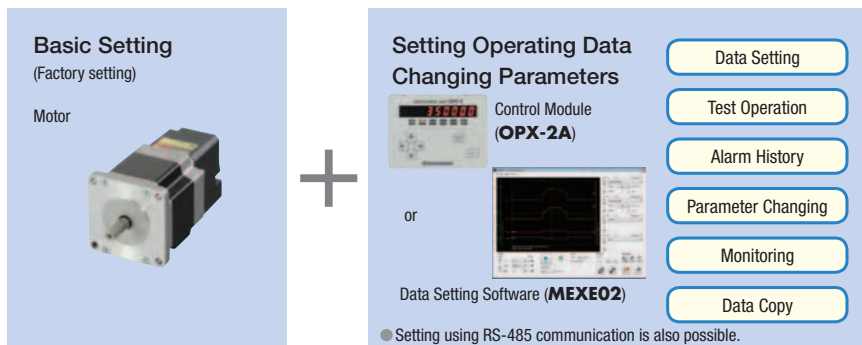 Basic Setting
(Factory setting)
Motor
Setting Operating Data
Changing Parameters
Control Module
(OPX-2A)
350000
or
Data Setting Software (MEXE02)
●Setting using RS-485 communication is also possible.
Data Setting
Test Operation
Alarm History
Parameter Changing
Monitoring
Data Copy